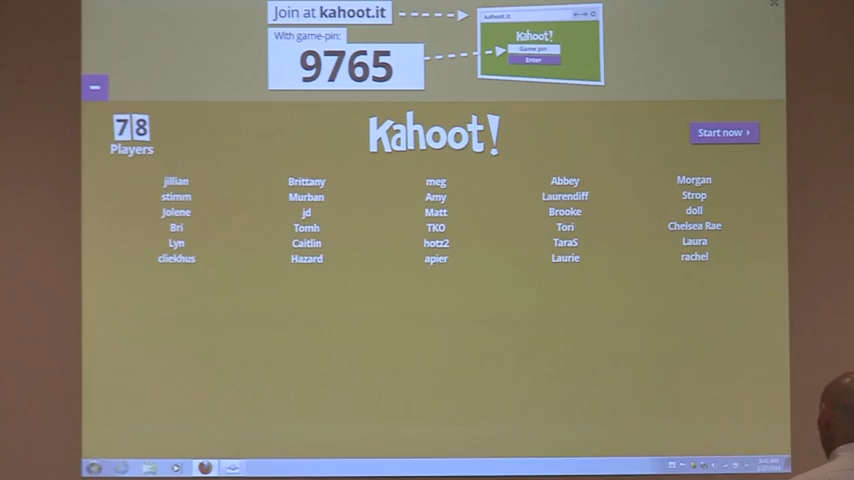 Join at kahoot.it
With game-pin:
9765
kahoot.it
Kahoot!
Game pin
Enter
78
Players
Kahoot!
Start now
jillian Brittany meg Abbey Morgan
stimm Murban Amy Laurendiff Strop
Jolene jd Matt Brooke doll
Bri Tomh TKO Tori Chelsea Rae
Lyn Caitlin hotz2 TaraS Laura
cliekhus Hazard apier Laurie rachel